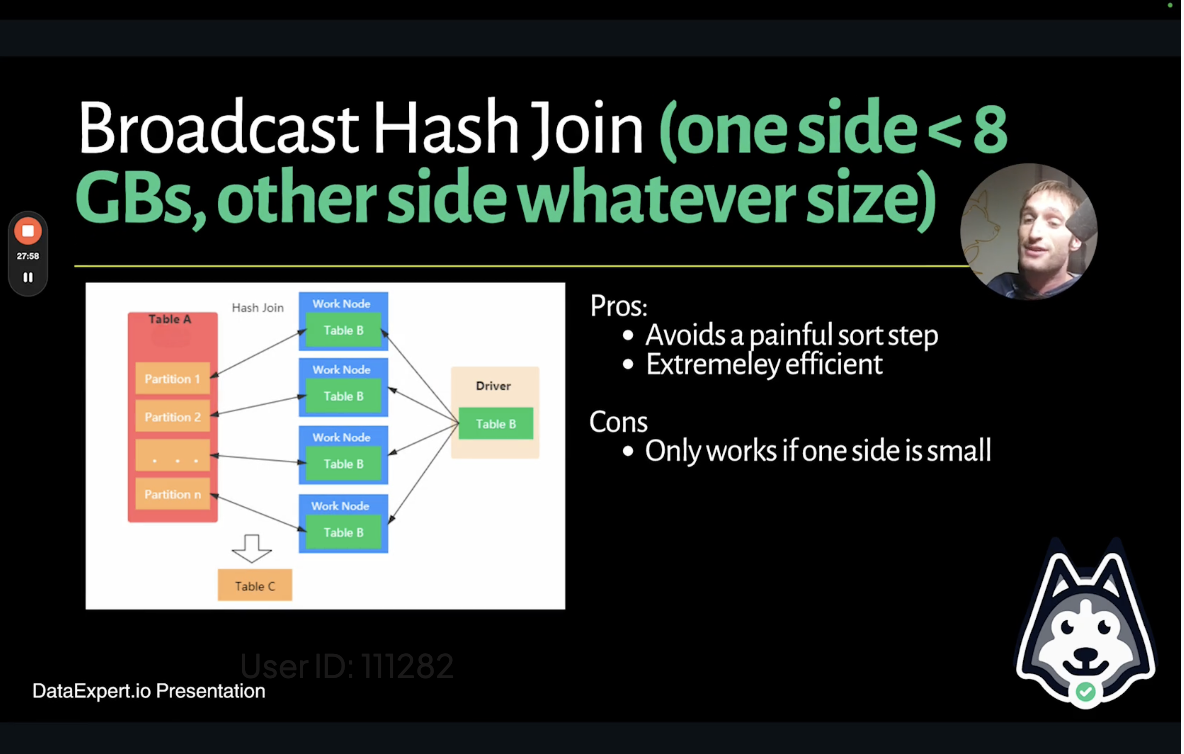 Broadcast Hash Join (one side < 8
GBs, other side whatever size)
27:58
Hash Join
Table A
Partition 1
Partition 2
. . .
Partition n
Work Node
Table B
Work Node
Table B
Work Node
Table B
Work Node
Table B
Driver
Table B
Table C
Pros:
• Avoids a painful sort step
• Extremeley efficient
Cons
• Only works if one side is small
User ID: 111282
DataExpert.io Presentation